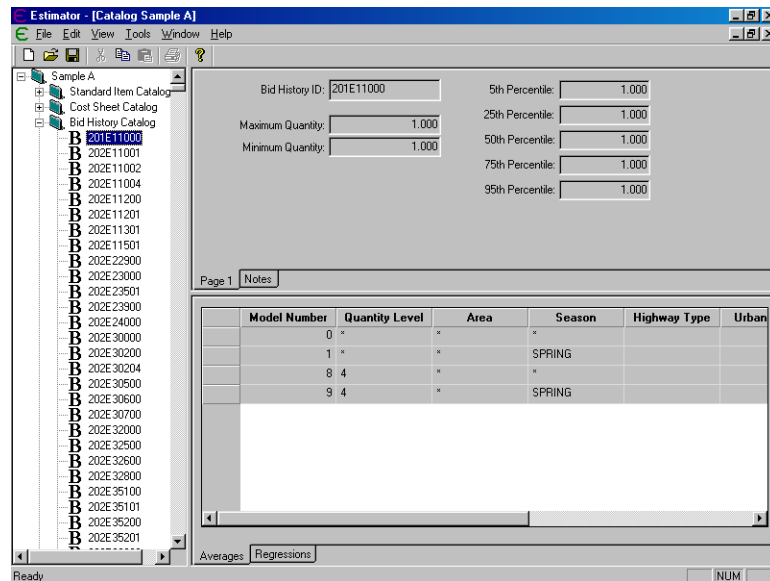 Estimator - [Catalog Sample A]
File Edit View Tools Window Help
Sample A
Standard Item Catalog
Cost Sheet Catalog
Bid History Catalog
B 201E11000
B 202E11001
B 202E11002
B 202E11004
B 202E11200
B 202E11201
B 202E11301
B 202E11501
B 202E22900
B 202E23000
B 202E23501
B 202E23900
B 202E24000
B 202E30000
B 202E30200
B 202E30204
B 202E30500
B 202E30600
B 202E30700
B 202E32000
B 202E32500
B 202E32600
B 202E32800
B 202E35100
B 202E35101
B 202E35200
B 202E35201
Bid History ID: 201E11000
Maximum Quantity: 1.000
Minimum Quantity: 1.000
5th Percentile: 1.000
25th Percentile: 1.000
50th Percentile: 1.000
75th Percentile: 1.000
95th Percentile: 1.000
Page 1 Notes
Model Number Quantity Level Area Season Highway Type Urban
0 * * *
1 * * SPRING
8 4 * *
9 4 * SPRING
Averages Regressions
Ready NUM